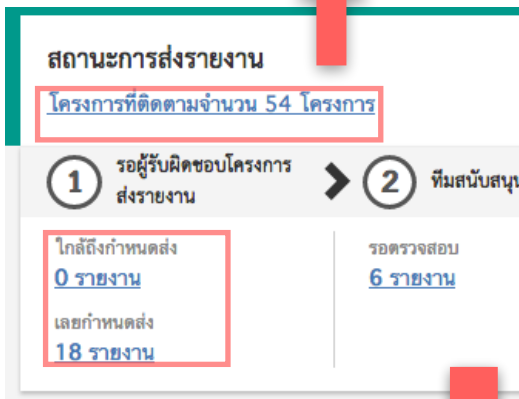 สถานะการส่งรายงาน
โครงการที่ติดตามจำนวน 54 โครงการ
1 รอผู้รับผิดชอบโครงการ
ส่งรายงาน
2 ทีมสนับสนุน
ใกล้ถึงกำหนดส่ง
0 รายงาน
เลยกำหนดส่ง
18 รายงาน
รอตรวจสอบ
6 รายงาน